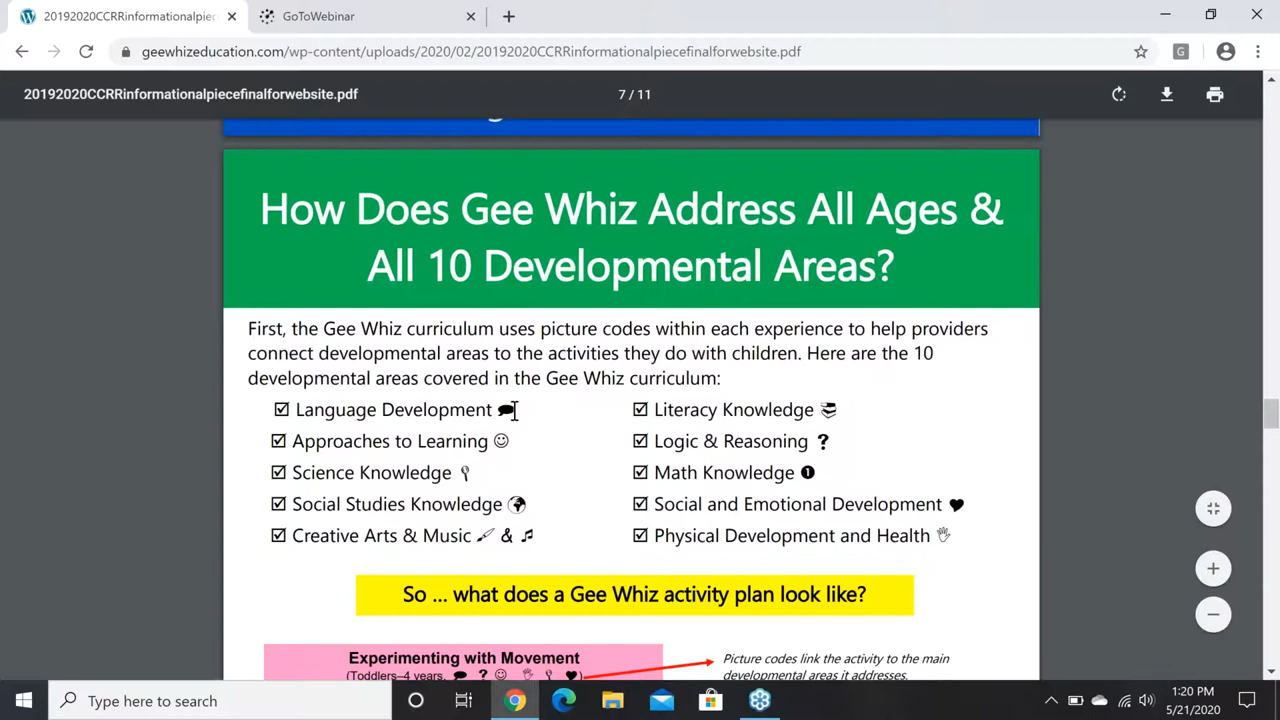 20192020CCRRinformationalpiec
GoToWebinar
geewhizeducation.com/wp-content/uploads/2020/02/20192020CCRRinformationalpiecefinalforwebsite.pdf
G
20192020CCRRinformationalpiecefinalforwebsite.pdf
7 / 11
How Does Gee Whiz Address All Ages &
All 10 Developmental Areas?
First, the Gee Whiz curriculum uses picture codes within each experience to help providers
connect developmental areas to the activities they do with children. Here are the 10
developmental areas covered in the Gee Whiz curriculum:
Language Development
Literacy Knowledge
Approaches to Learning
Logic & Reasoning ?
Science Knowledge
Math Knowledge 1
Social Studies Knowledge
Social and Emotional Development
Creative Arts & Music &
Physical Development and Health
So ... what does a Gee Whiz activity plan look like?
Experimenting with Movement
(Toddlers–4 years, ? )
Picture codes link the activity to the main
developmental areas it addresses.
Type here to search
1:20 PM
5/21/2020